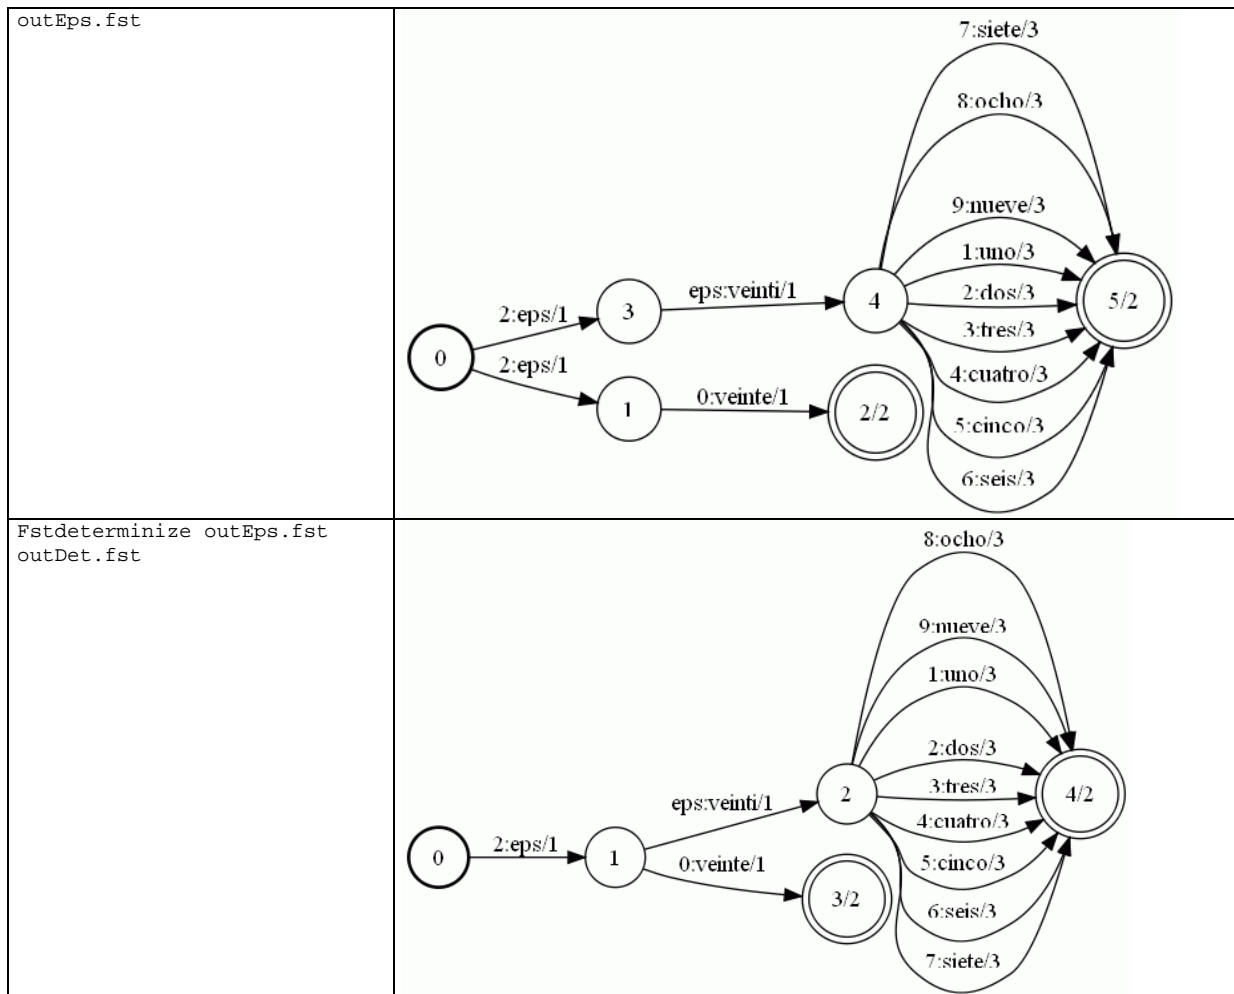 outEps.fst
7:siete/3
8:ocho/3
9:nueve/3
1:uno/3
eps:veinti/1
4
2:dos/3
5/2
2:eps/1
3
3:tres/3
0
2:eps/1
4:cuatro/3
1
0:veinte/1
2/2
5:cinco/3
6:seis/3
Fstdeterminize outEps.fst
outDet.fst
8:ocho/3
9:nueve/3
1:uno/3
2:dos/3
eps:veinti/1
2
3:tres/3
4/2
4:cuatro/3
0
2:eps/1
1
0:veinte/1
5:cinco/3
3/2
6:seis/3
7:siete/3